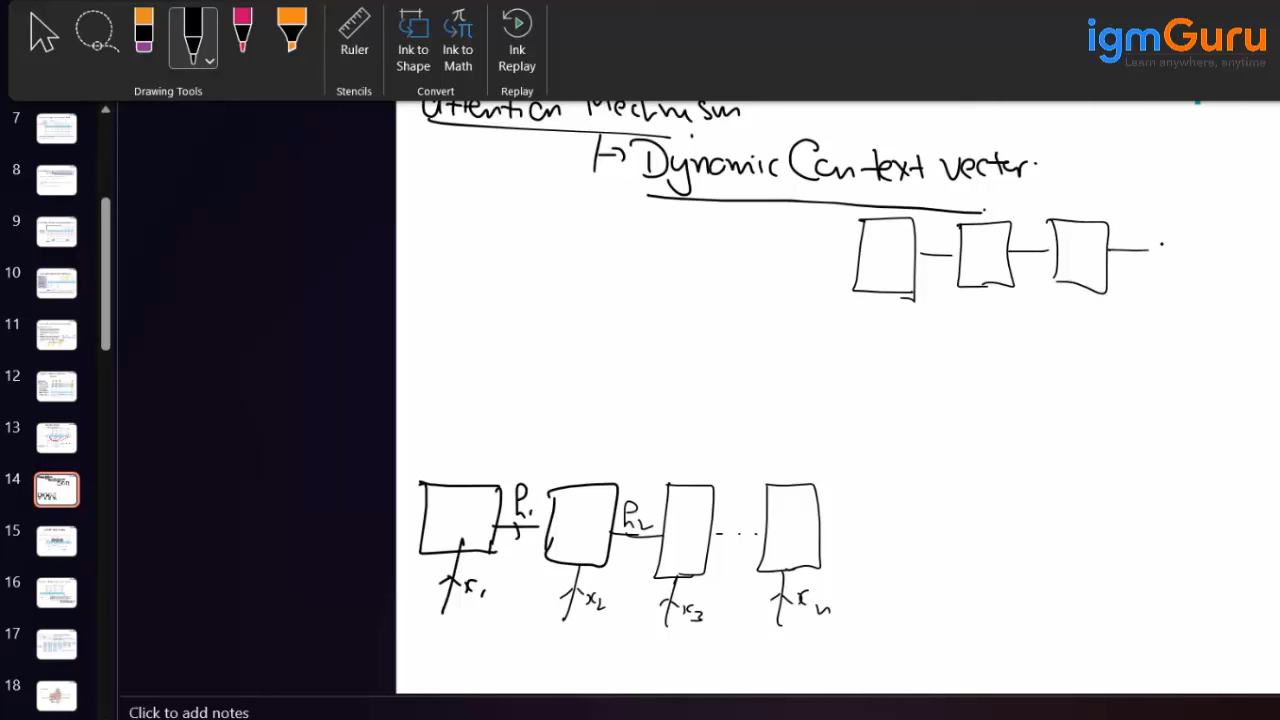 igmGuru
Learn anywhere, anytime
Ruler
Ink to Shape
Ink to Math
Ink Replay
Drawing Tools
Stencils
Convert
Replay
Attention Mechnism
Dynamic Context vecter.
7
8
9
10
11
12
13
14
15
16
17
18
h1
h2
...
x1
x2
x3
xn
Click to add notes